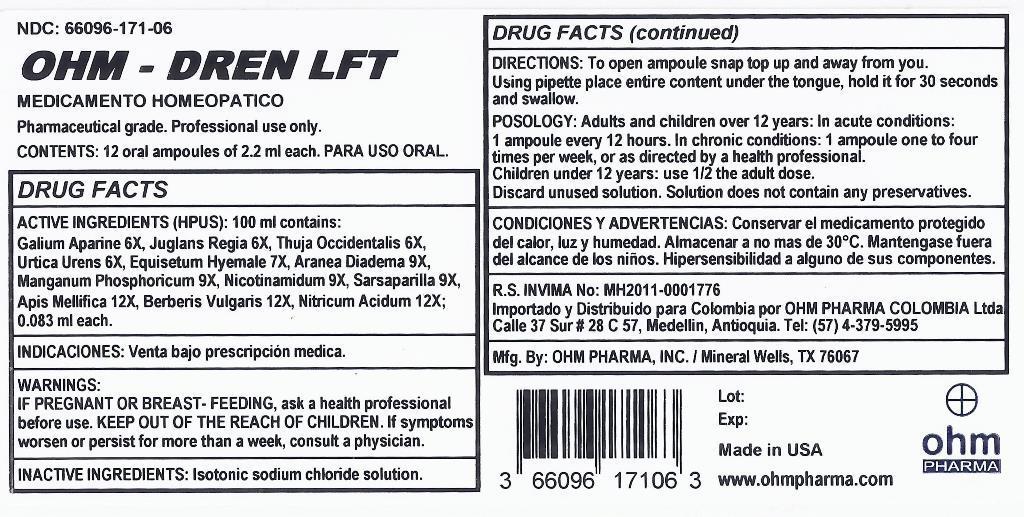 NDC: 66096-171-06
OHM - DREN LFT
MEDICAMENTO HOMEOPATICO
Pharmaceutical grade. Professional use only.
CONTENTS: 12 oral ampoules of 2.2 ml each. PARA USO ORAL.
DRUG FACTS
ACTIVE INGREDIENTS (HPUS): 100 ml contains:
Galium Aparine 6X, Juglans Regia 6X, Thuja Occidentalis 6X,
Urtica Urens 6X, Equisetum Hyemale 7X, Aranea Diadema 9X,
Manganum Phosphoricum 9X, Nicotinamidum 9X, Sarsaparilla 9X,
Apis Mellifica 12X, Berberis Vulgaris 12X, Nitricum Acidum 12X;
0.083 ml each.
INDICACIONES: Venta bajo prescripción medica.
WARNINGS:
IF PREGNANT OR BREAST- FEEDING, ask a health professional
before use. KEEP OUT OF THE REACH OF CHILDREN. If symptoms
worsen or persist for more than a week, consult a physician.
INACTIVE INGREDIENTS: Isotonic sodium chloride solution.
DRUG FACTS (continued)
DIRECTIONS: To open ampoule snap top up and away from you.
Using pipette place entire content under the tongue, hold it for 30 seconds
and swallow.
POSOLOGY: Adults and children over 12 years: In acute conditions:
1 ampoule every 12 hours. In chronic conditions: 1 ampoule one to four
times per week, or as directed by a health professional.
Children under 12 years: use 1/2 the adult dose.
Discard unused solution. Solution does not contain any preservatives.
CONDICIONES Y ADVERTENCIAS: Conservar el medicamento protegido
del calor, luz y humedad. Almacenar a no mas de 30°C. Mantengase fuera
del alcance de los niños. Hipersensibilidad a alguno de sus componentes.
R.S. INVIMA No: MH2011-0001776
Importado y Distribuido para Colombia por OHM PHARMA COLOMBIA Ltda.
Calle 37 Sur # 28 C 57, Medellin, Antioquia. Tel: (57) 4-379-5995
Mfg. By: OHM PHARMA, INC. / Mineral Wells, TX 76067
3 66096 17106 3
Lot:
Exp:
Made in USA
www.ohmpharma.com
ohm
PHARMA